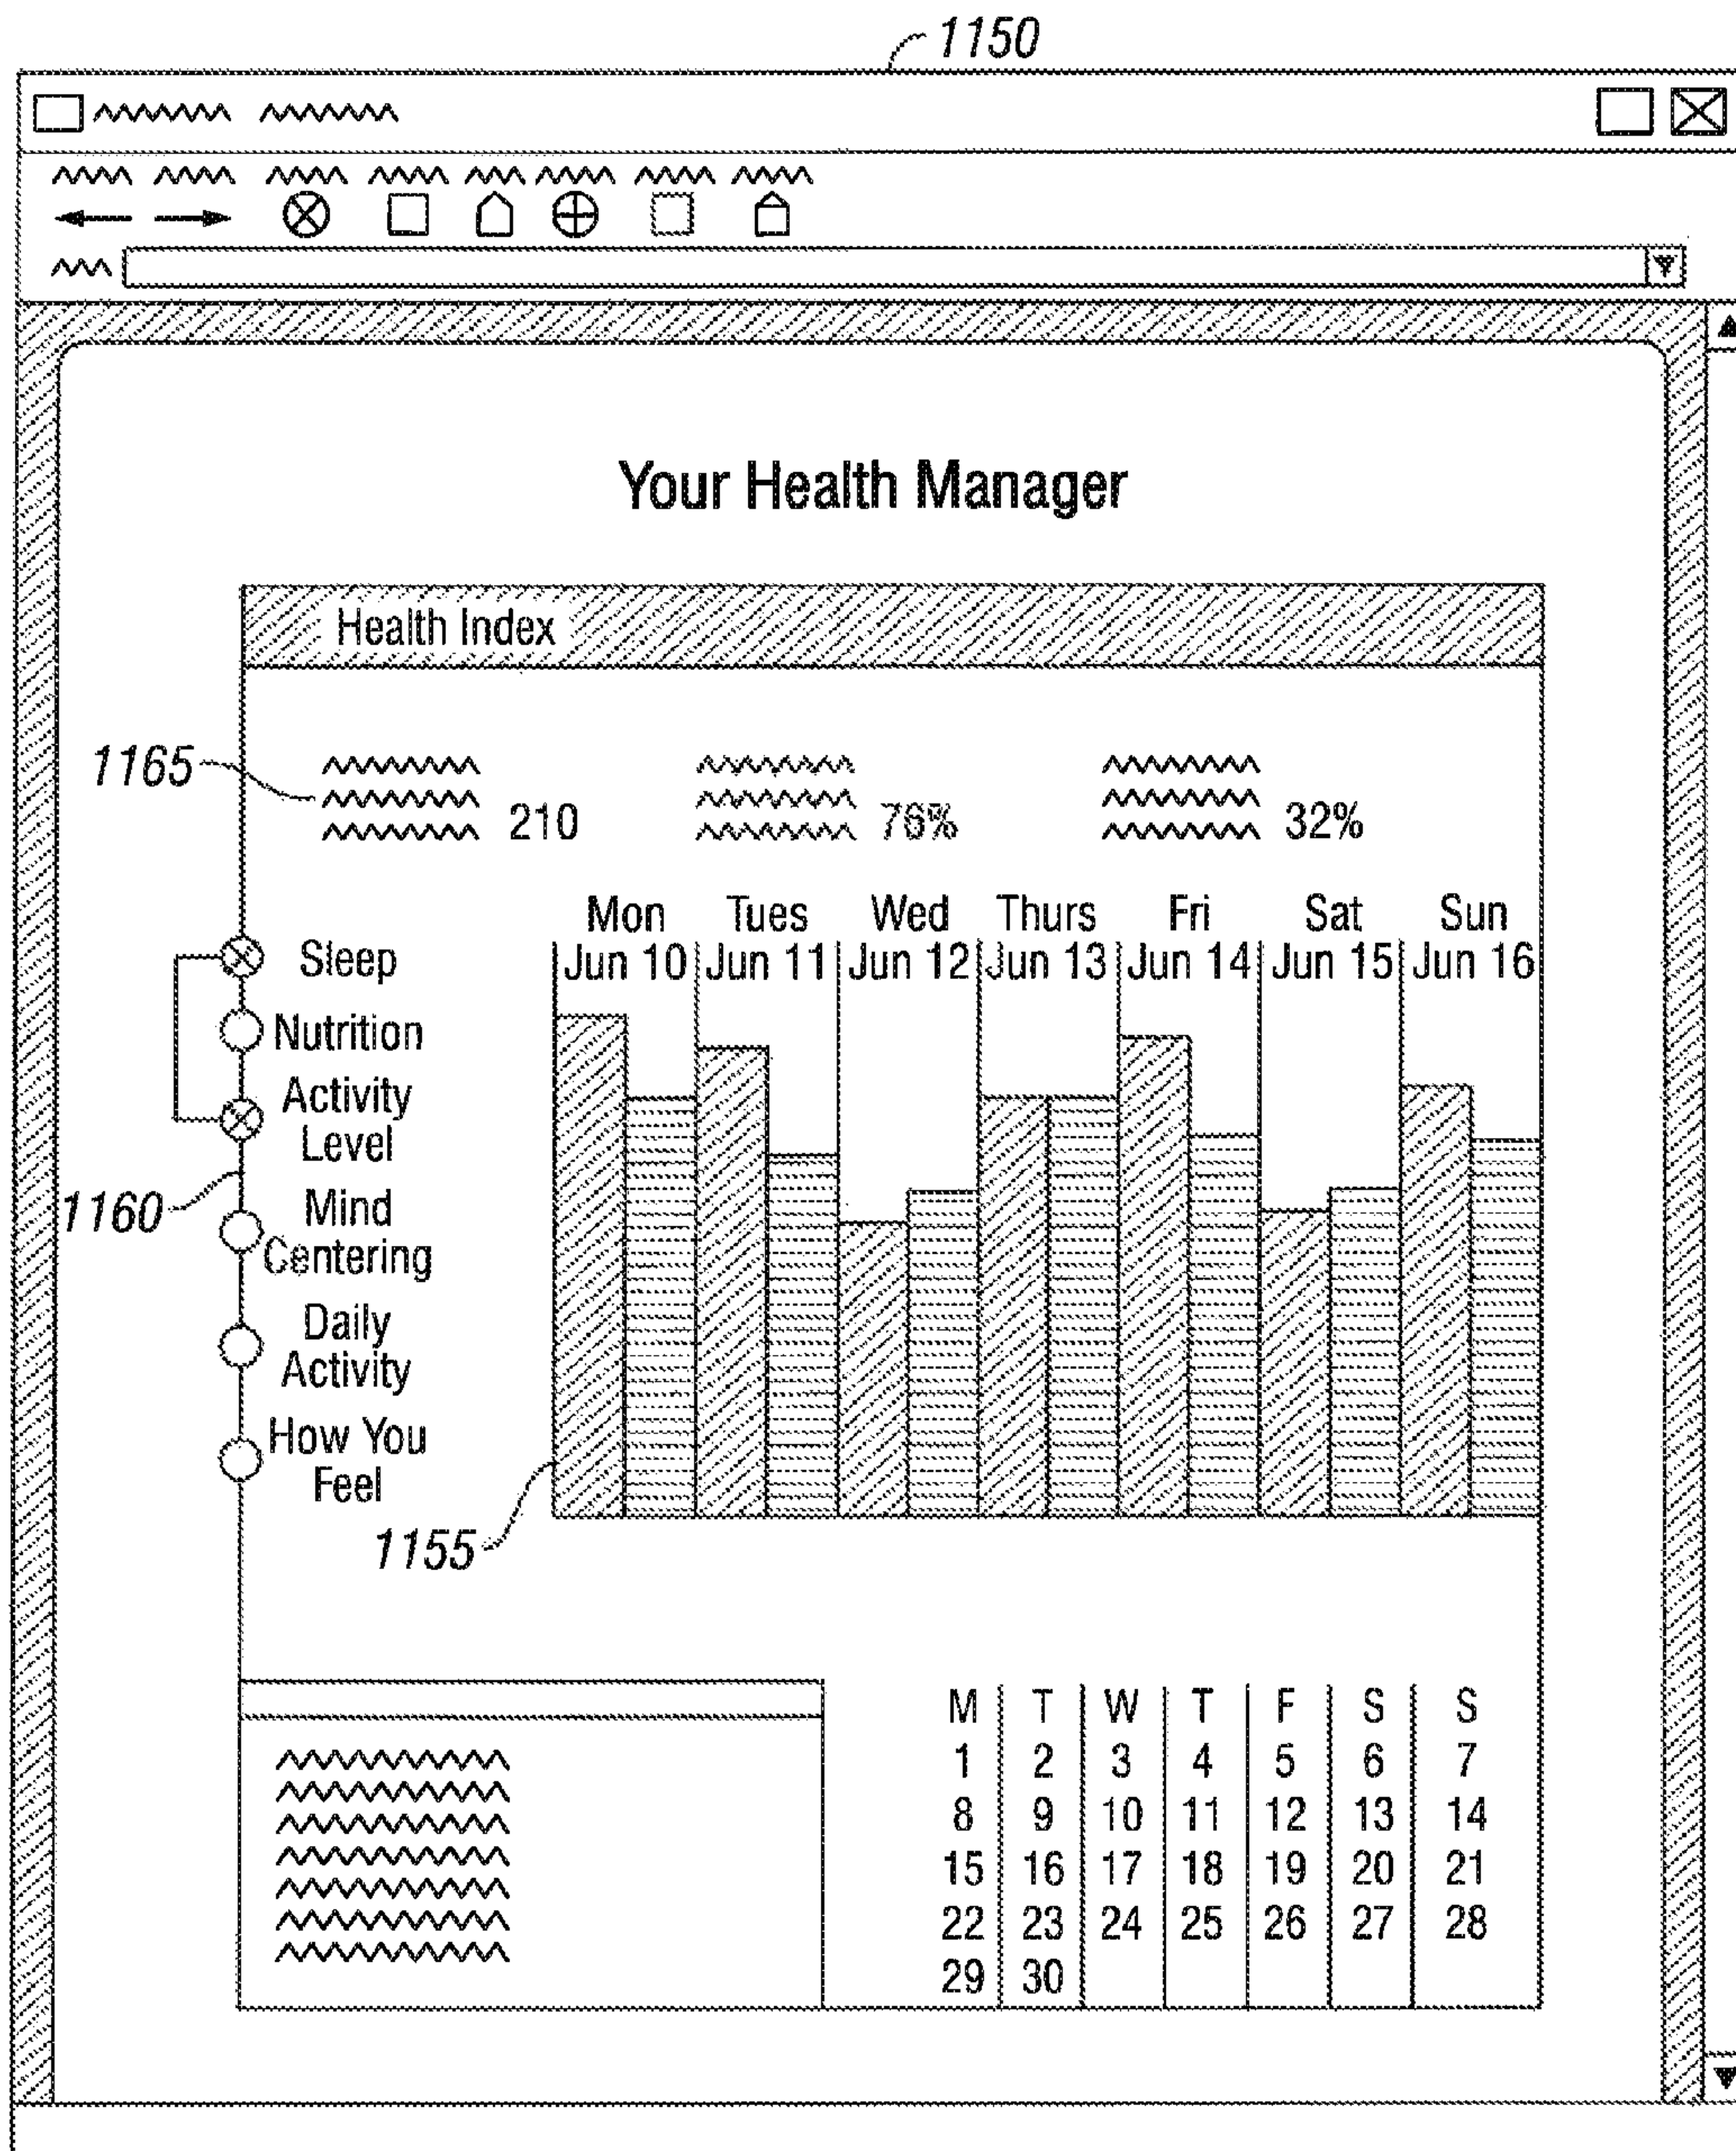 1150
Your Health Manager
Health Index
1165
210 76% 32%
Mon Tues Wed Thurs Fri Sat Sun
Jun 10 Jun 11 Jun 12 Jun 13 Jun 14 Jun 15 Jun 16
Sleep
Nutrition
Activity
Level
1160
Mind
Centering
Daily
Activity
How You
Feel
1155
M T W T F S S
1 2 3 4 5 6 7
8 9 10 11 12 13 14
15 16 17 18 19 20 21
22 23 24 25 26 27 28
29 30